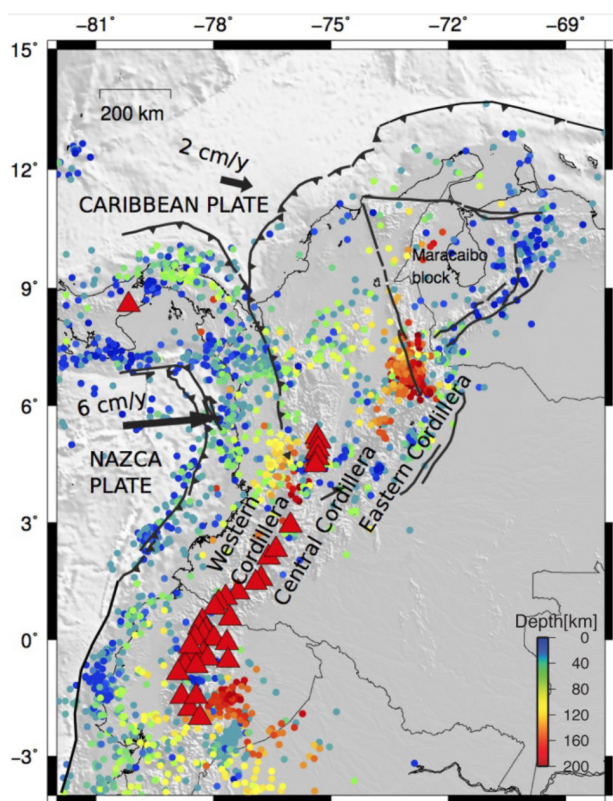 −81° −78° −75° −72° −69°
15°
200 km
2 cm/y
12°
CARIBBEAN PLATE
Maracaibo
block
9°
6 cm/y
6°
NAZCA
PLATE
Western
Cordillera
Central Cordillera
Eastern Cordillera
3°
0°
Depth[km]
0
40
80
120
160
200
−3°